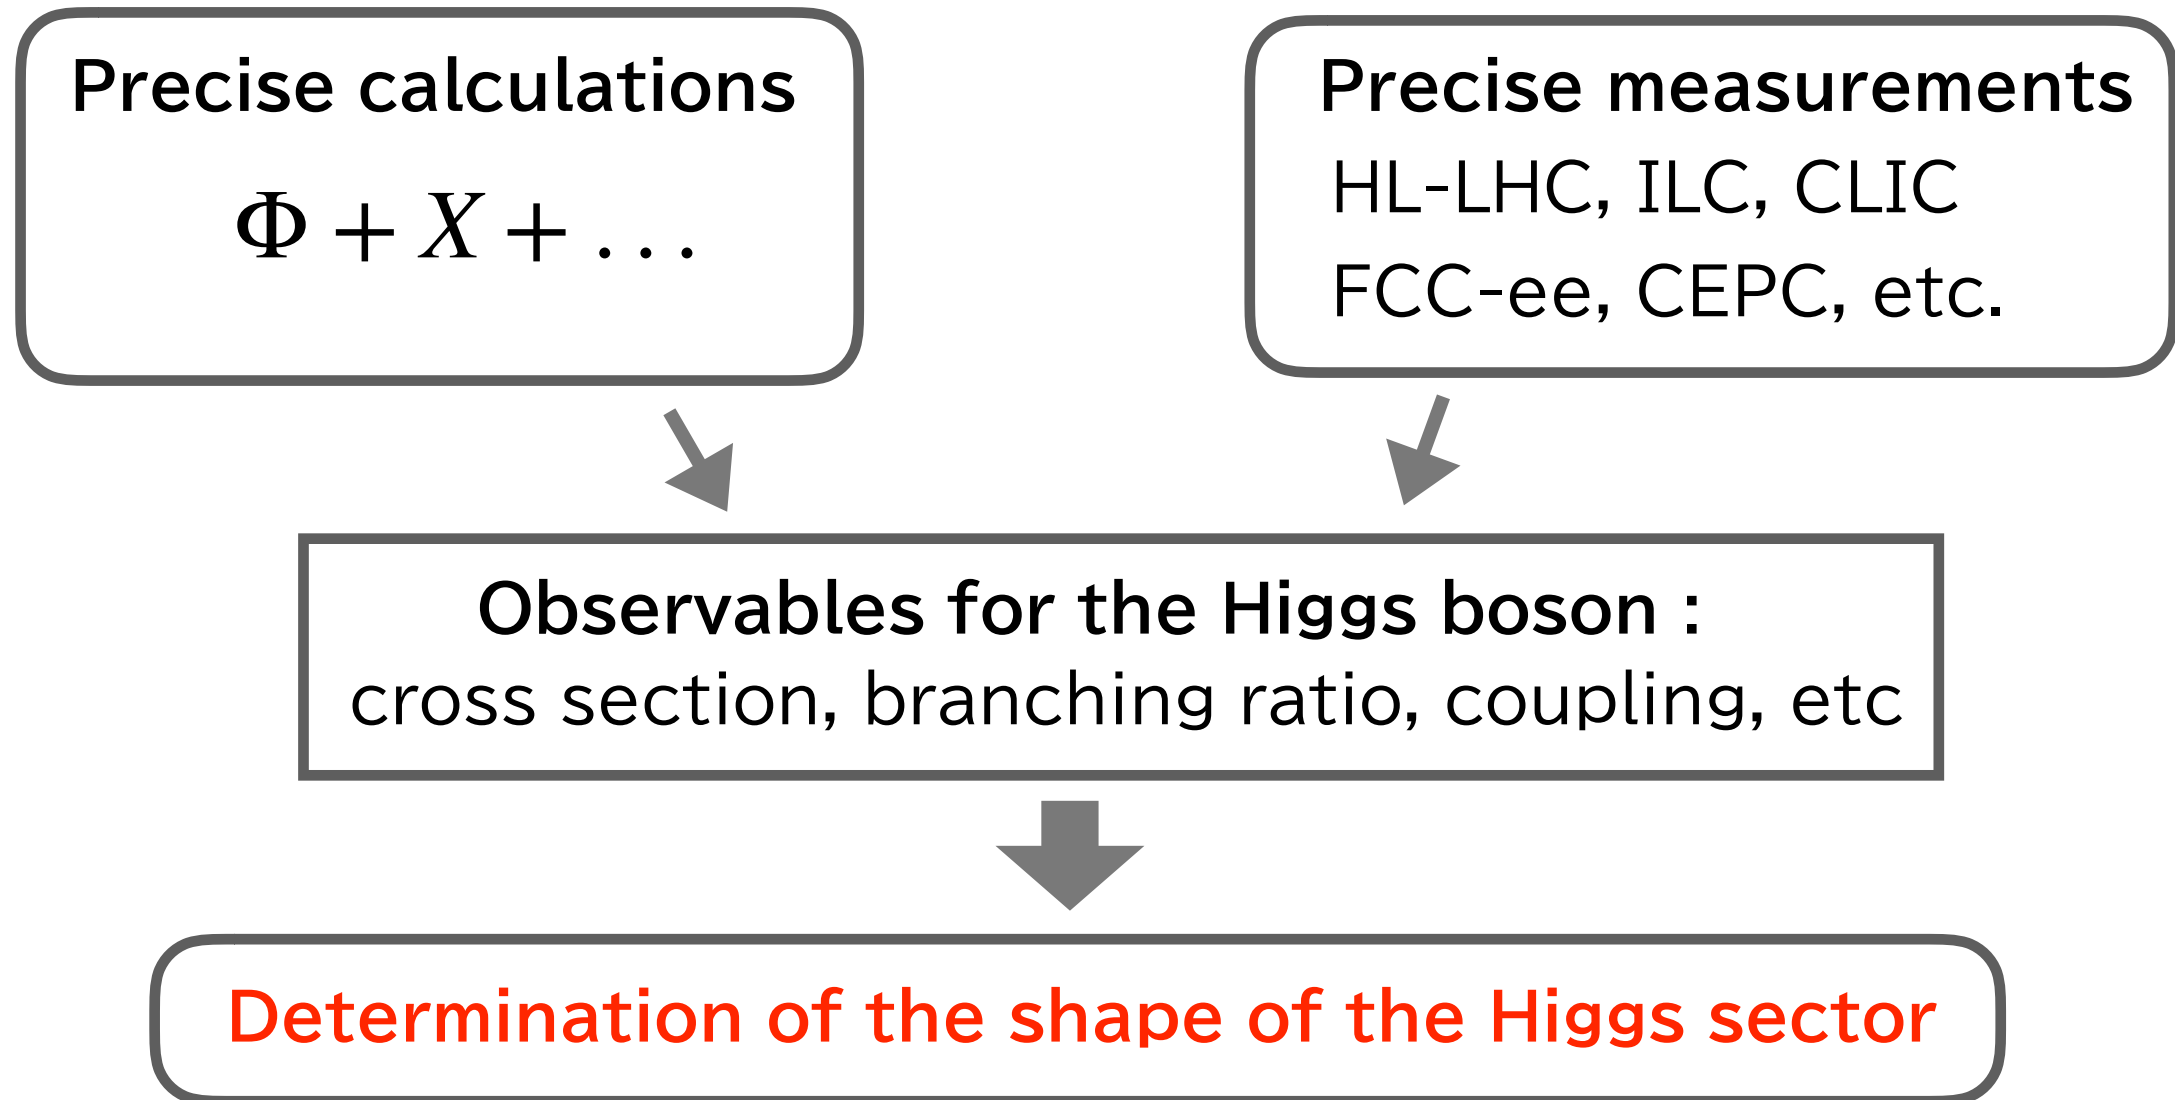 Precise calculations
Φ + X + . . .
Precise measurements
HL-LHC, ILC, CLIC
FCC-ee, CEPC, etc.
Observables for the Higgs boson :
cross section, branching ratio, coupling, etc
Determination of the shape of the Higgs sector